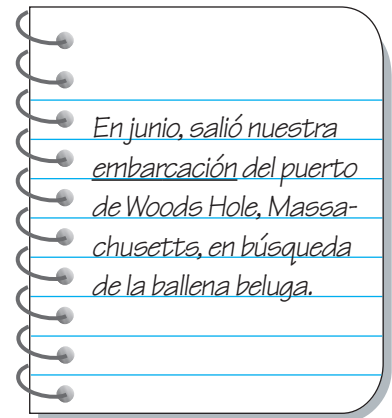 En junio, salió nuestra
embarcación del puerto
de Woods Hole, Massa-
chusetts, en búsqueda
de la ballena beluga.